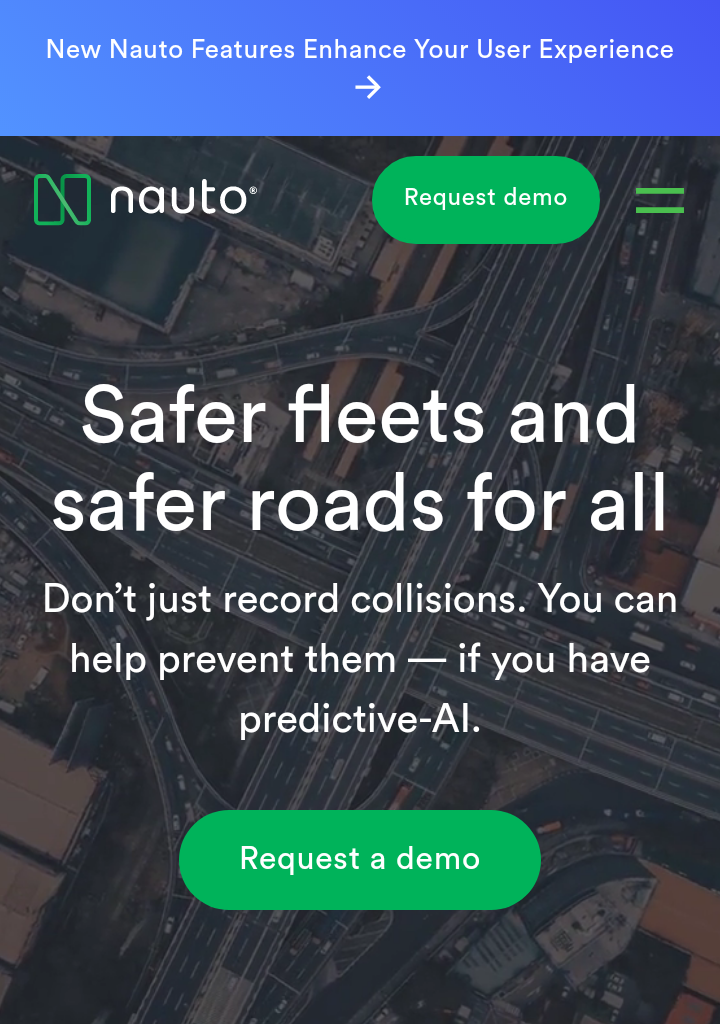 New Nauto Features Enhance Your User Experience
→
nauto®
Request demo
Safer fleets and
safer roads for all
Don’t just record collisions. You can
help prevent them — if you have
predictive-AI.
Request a demo